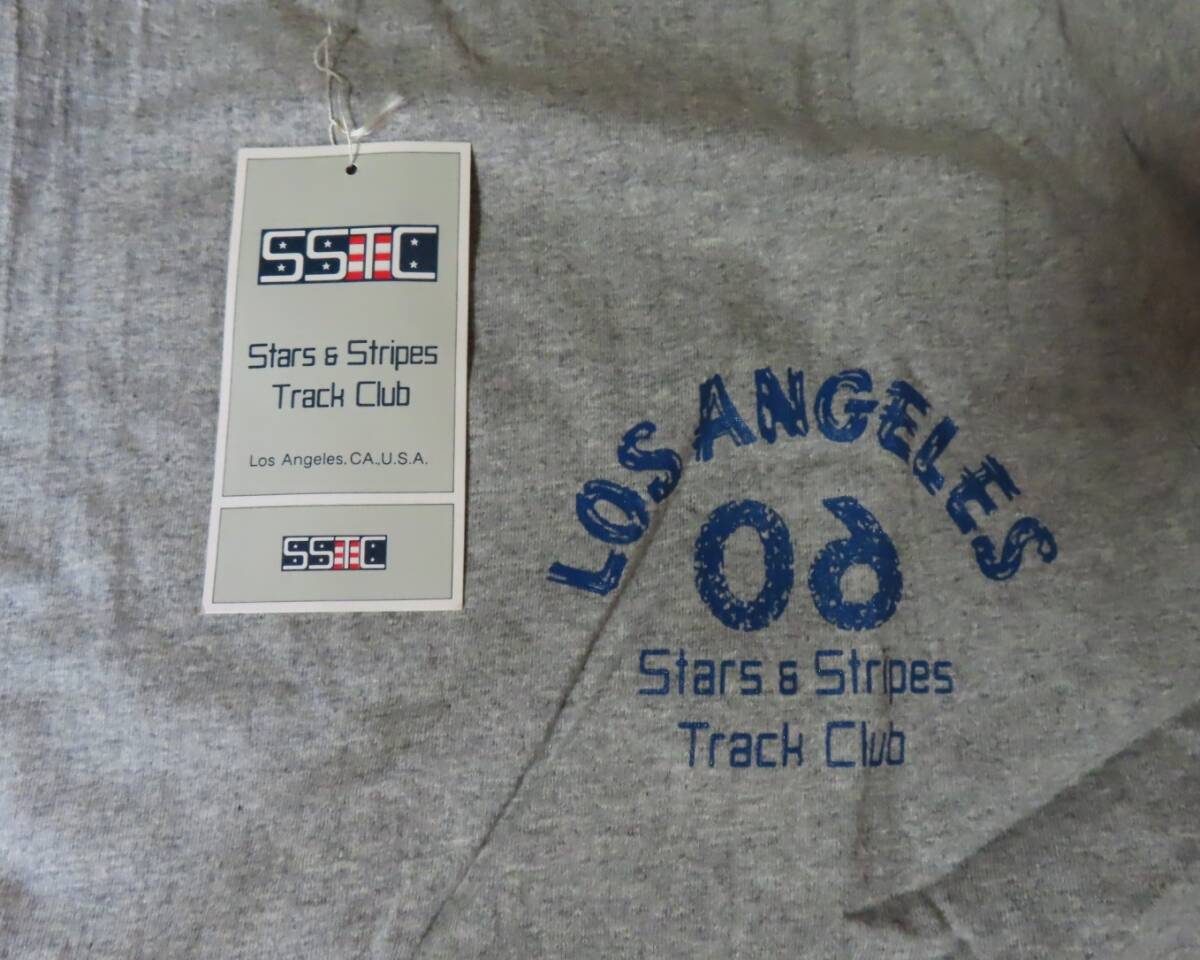 SSTC
Stars & Stripes
Track Club
Los Angeles, CA.,U.S.A.
SSTC
LOS ANGELES
06
Stars & Stripes
Track Club